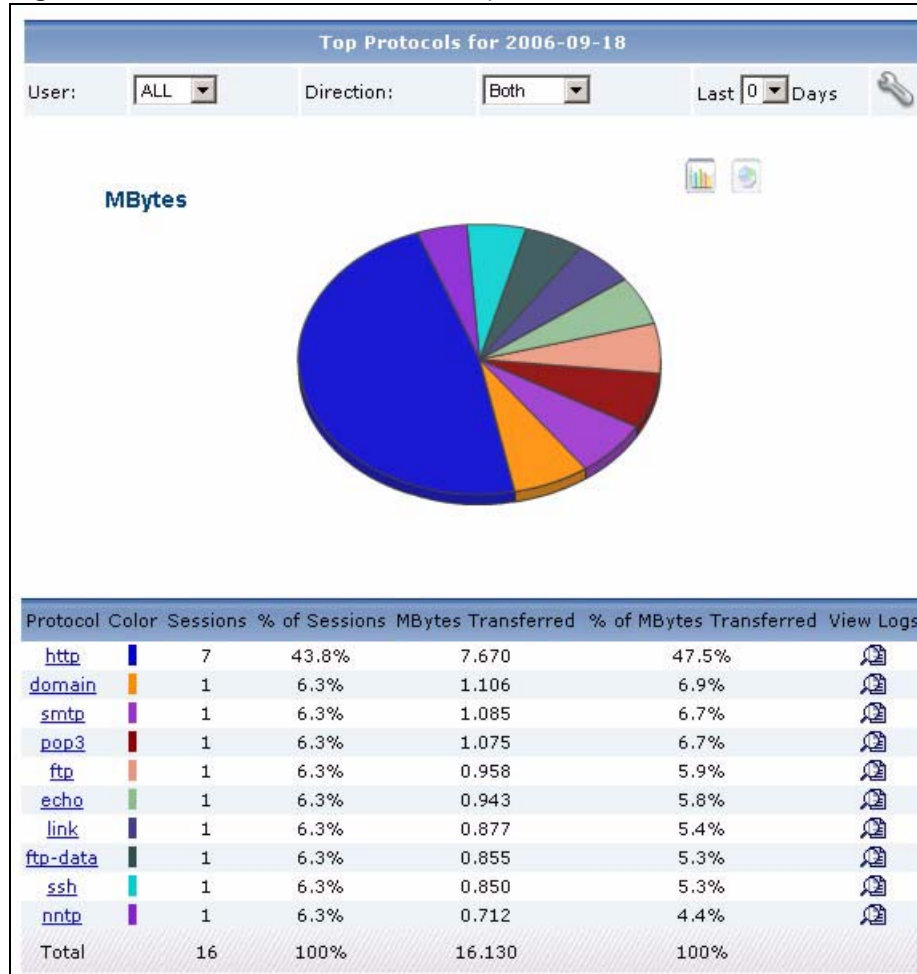 Top Protocols for 2006-09-18
User: ALL Direction: Both Last 0 Days
MBytes
Protocol Color Sessions % of Sessions MBytes Transferred % of MBytes Transferred View Logs
http 7 43.8% 7.670 47.5%
domain 1 6.3% 1.106 6.9%
smtp 1 6.3% 1.085 6.7%
pop3 1 6.3% 1.075 6.7%
ftp 1 6.3% 0.958 5.9%
echo 1 6.3% 0.943 5.8%
link 1 6.3% 0.877 5.4%
ftp-data 1 6.3% 0.855 5.3%
ssh 1 6.3% 0.850 5.3%
nntp 1 6.3% 0.712 4.4%
Total 16 100% 16.130 100%